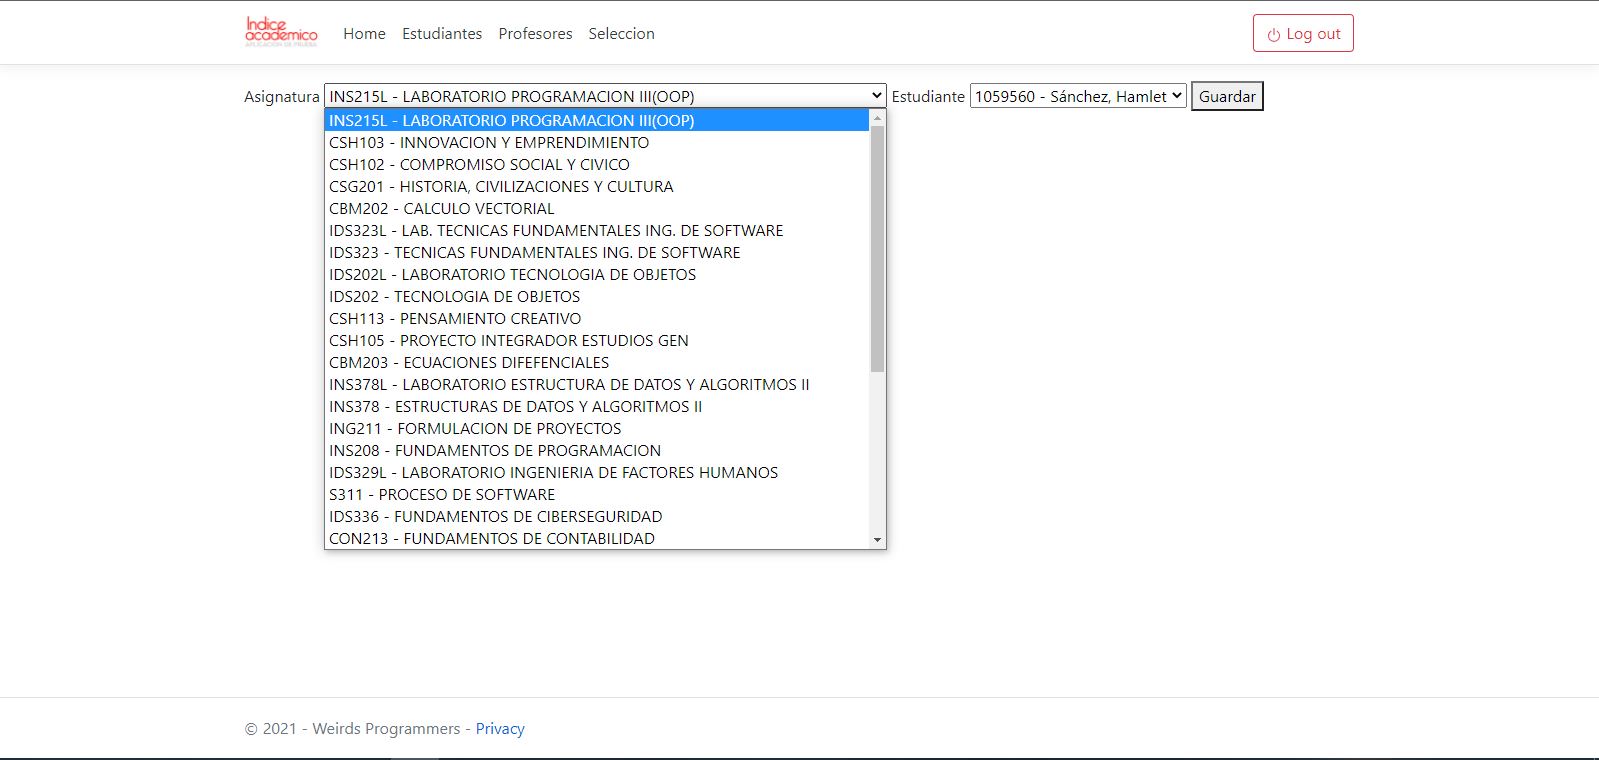 Indice
academico
APLICACION DE PRUEBA
Home Estudiantes Profesores Seleccion
Log out
Asignatura INS215L - LABORATORIO PROGRAMACION III(OOP) Estudiante 1059560 - Sánchez, Hamlet Guardar
INS215L - LABORATORIO PROGRAMACION III(OOP)
CSH103 - INNOVACION Y EMPRENDIMIENTO
CSH102 - COMPROMISO SOCIAL Y CIVICO
CSG201 - HISTORIA, CIVILIZACIONES Y CULTURA
CBM202 - CALCULO VECTORIAL
IDS323L - LAB. TECNICAS FUNDAMENTALES ING. DE SOFTWARE
IDS323 - TECNICAS FUNDAMENTALES ING. DE SOFTWARE
IDS202L - LABORATORIO TECNOLOGIA DE OBJETOS
IDS202 - TECNOLOGIA DE OBJETOS
CSH113 - PENSAMIENTO CREATIVO
CSH105 - PROYECTO INTEGRADOR ESTUDIOS GEN
CBM203 - ECUACIONES DIFEFENCIALES
INS378L - LABORATORIO ESTRUCTURA DE DATOS Y ALGORITMOS II
INS378 - ESTRUCTURAS DE DATOS Y ALGORITMOS II
ING211 - FORMULACION DE PROYECTOS
INS208 - FUNDAMENTOS DE PROGRAMACION
IDS329L - LABORATORIO INGENIERIA DE FACTORES HUMANOS
S311 - PROCESO DE SOFTWARE
IDS336 - FUNDAMENTOS DE CIBERSEGURIDAD
CON213 - FUNDAMENTOS DE CONTABILIDAD
© 2021 - Weirds Programmers - Privacy